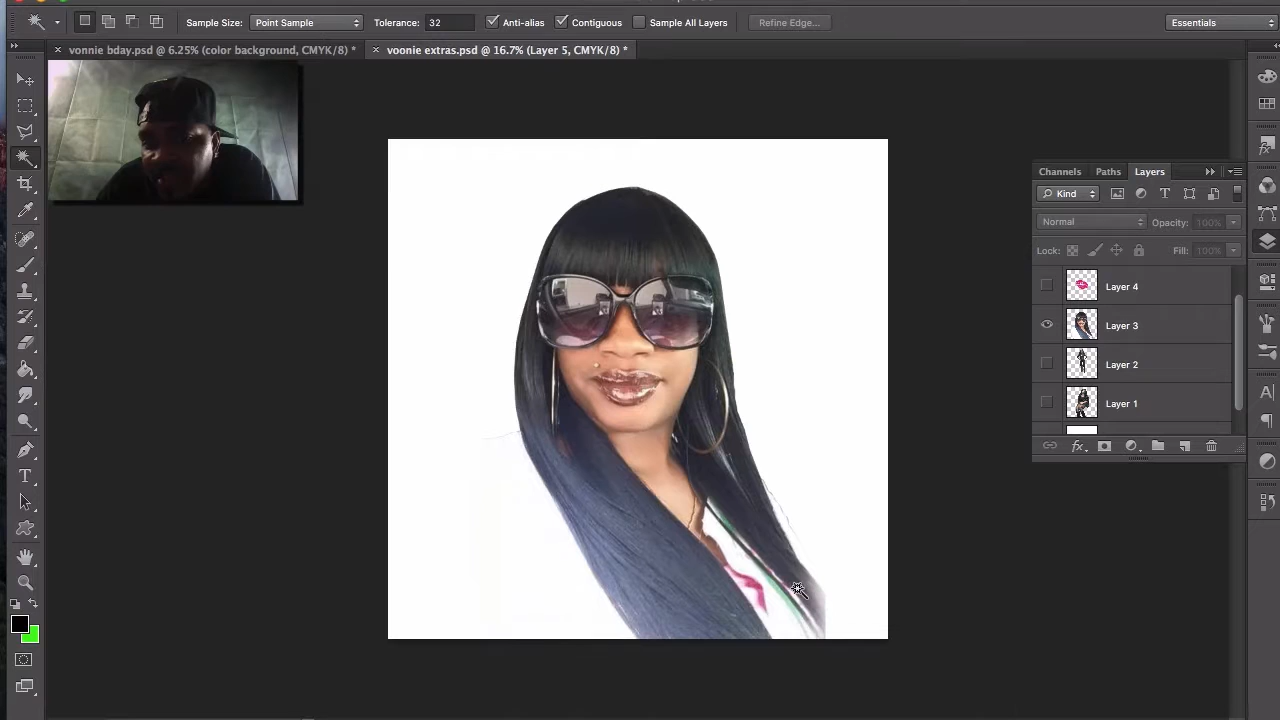 Sample Size: Point Sample Tolerance: 32 Anti-alias Contiguous Sample All Layers Refine Edge... Essentials
vonnie bday.psd @ 6.25% (color background, CMYK/8) * voonie extras.psd @ 16.7% (Layer 5, CMYK/8) *
Channels Paths Layers
Kind
Normal Opacity: 100%
Lock: Fill: 100%
Layer 4
Layer 3
Layer 2
Layer 1